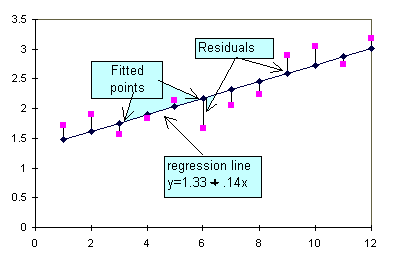 3.5
3
2.5
2
1.5
1
0.5
0
0 2 4 6 8 10 12
Residuals
Fitted
points
regression line
y=1.33 + .14x